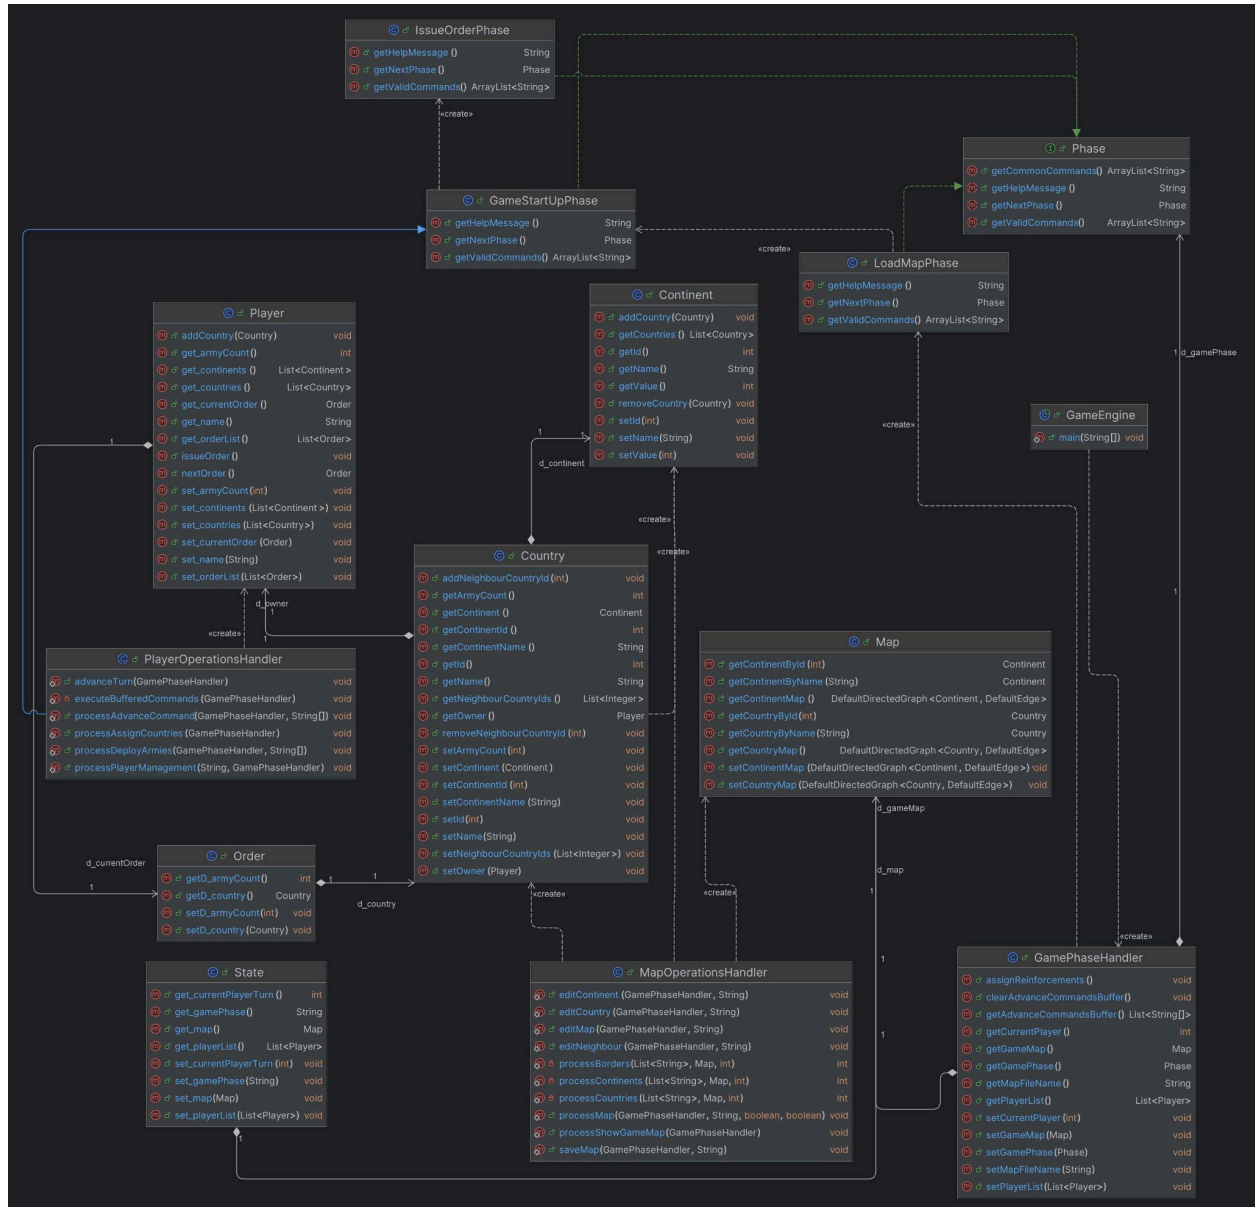 IssueOrderPhase
getHelpMessage () String
getNextPhase () Phase
getValidCommands() ArrayList<String>
«create»
Phase
getCommonCommands() ArrayList<String>
getHelpMessage () String
getNextPhase () Phase
getValidCommands() ArrayList<String>
GameStartUpPhase
getHelpMessage () String
getNextPhase () Phase
getValidCommands() ArrayList<String>
«create»
LoadMapPhase
getHelpMessage () String
getNextPhase () Phase
getValidCommands() ArrayList<String>
Player
addCountry(Country) void
get_armyCount() int
get_continents () List<Continent>
get_countries () List<Country>
get_currentOrder () Order
get_name() String
get_orderList() List<Order>
issueOrder() void
nextOrder() Order
set_armyCount(int) void
set_continents (List<Continent>) void
set_countries (List<Country>) void
set_currentOrder (Order) void
set_name(String) void
set_orderList(List<Order>) void
Continent
addCountry(Country) void
getCountries () List<Country>
getId() int
getName() String
getValue() int
removeCountry(Country) void
setId(int) void
setName(String) void
setValue(int) void
1 d_gamePhase
GameEngine
main(String[]) void
«create»
1
1
1
d_continent
«create»
«create»
Country
addNeighbourCountryId(int) void
getArmyCount() int
getContinent () Continent
getContinentId () int
getContinentName () String
getId() int
getName() String
getNeighbourCountryIds () List<Integer>
getOwner() Player
removeNeighbourCountryId(int) void
setArmyCount(int) void
setContinent (Continent) void
setContinentId (int) void
setContinentName (String) void
setId(int) void
setName(String) void
setNeighbourCountryIds (List<Integer>) void
setOwner (Player) void
1
d_owner
1
1
«create»
PlayerOperationsHandler
advanceTurn(GamePhaseHandler) void
executeBufferedCommands (GamePhaseHandler) void
processAdvanceCommand(GamePhaseHandler, String[]) void
processAssignCountries(GamePhaseHandler) void
processDeployArmies(GamePhaseHandler, String[]) void
processPlayerManagement(String, GamePhaseHandler) void
Map
getContinentById (int) Continent
getContinentByName (String) Continent
getContinentMap () DefaultDirectedGraph <Continent, DefaultEdge>
getCountryById(int) Country
getCountryByName(String) Country
getCountryMap () DefaultDirectedGraph <Country, DefaultEdge>
setContinentMap (DefaultDirectedGraph <Continent, DefaultEdge>) void
setCountryMap (DefaultDirectedGraph <Country, DefaultEdge>) void
d_gameMap
d_map
1
1
1
d_currentOrder
1
Order
getD_armyCount() int
getD_country() Country
setD_armyCount(int) void
setD_country(Country) void
1
1
d_country
«create»
«create»
«create»
State
get_currentPlayerTurn () int
get_gamePhase() String
get_map() Map
get_playerList() List<Player>
set_currentPlayerTurn (int) void
set_gamePhase(String) void
set_map(Map) void
set_playerList(List<Player>) void
1
MapOperationsHandler
editContinent (GamePhaseHandler, String) void
editCountry (GamePhaseHandler, String) void
editMap(GamePhaseHandler, String) void
editNeighbour (GamePhaseHandler, String) void
processBorders(List<String>, Map, int) int
processContinents (List<String>, Map, int) int
processCountries(List<String>, Map, int) int
processMap(GamePhaseHandler, String, boolean, boolean) void
processShowGameMap(GamePhaseHandler) void
saveMap(GamePhaseHandler, String) void
GamePhaseHandler
assignReinforcements () void
clearAdvanceCommandsBuffer() void
getAdvanceCommandsBuffer() List<String[]>
getCurrentPlayer() int
getGameMap() Map
getGamePhase() Phase
getMapFileName() String
getPlayerList() List<Player>
setCurrentPlayer(int) void
setGameMap(Map) void
setGamePhase(Phase) void
setMapFileName(String) void
setPlayerList(List<Player>) void